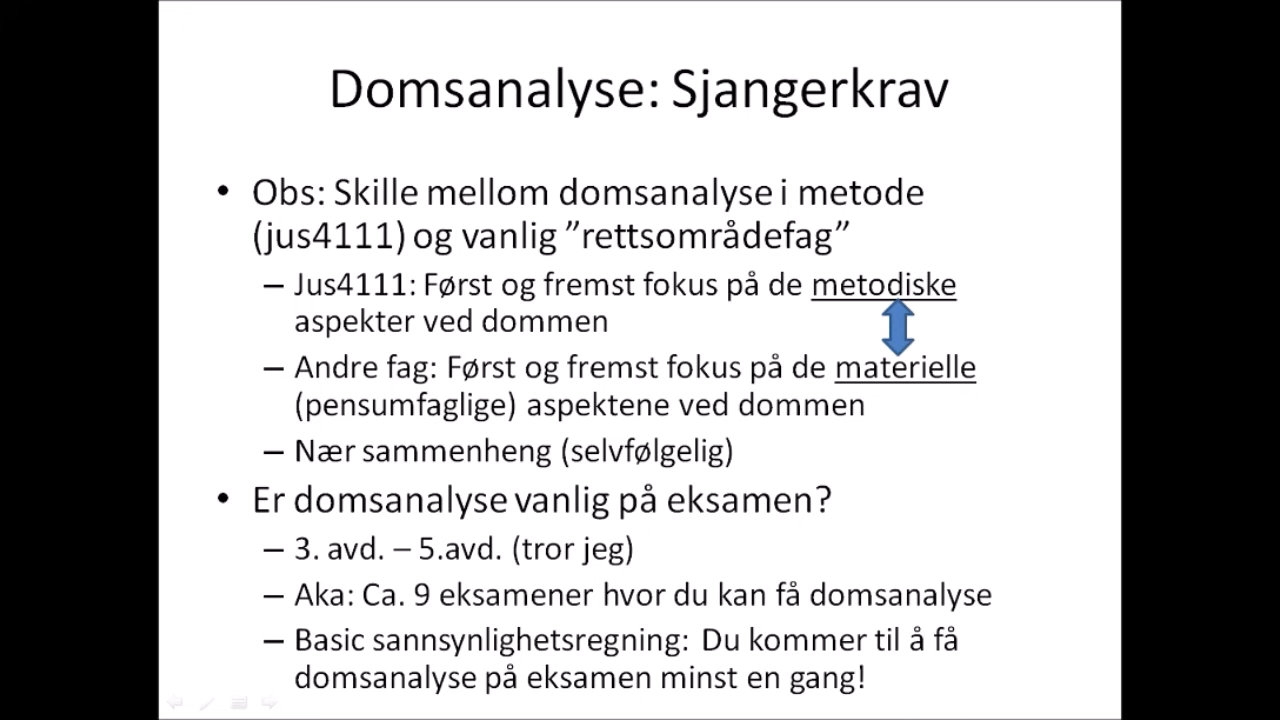 Domsanalyse: Sjangerkrav
• Obs: Skille mellom domsanalyse i metode
(jus4111) og vanlig ”rettsområdefag”
– Jus4111: Først og fremst fokus på de metodiske
aspekter ved dommen
– Andre fag: Først og fremst fokus på de materielle
(pensumfaglige) aspektene ved dommen
– Nær sammenheng (selvfølgelig)
• Er domsanalyse vanlig på eksamen?
– 3. avd. – 5.avd. (tror jeg)
– Aka: Ca. 9 eksamener hvor du kan få domsanalyse
– Basic sannsynlighetsregning: Du kommer til å få
domsanalyse på eksamen minst en gang!